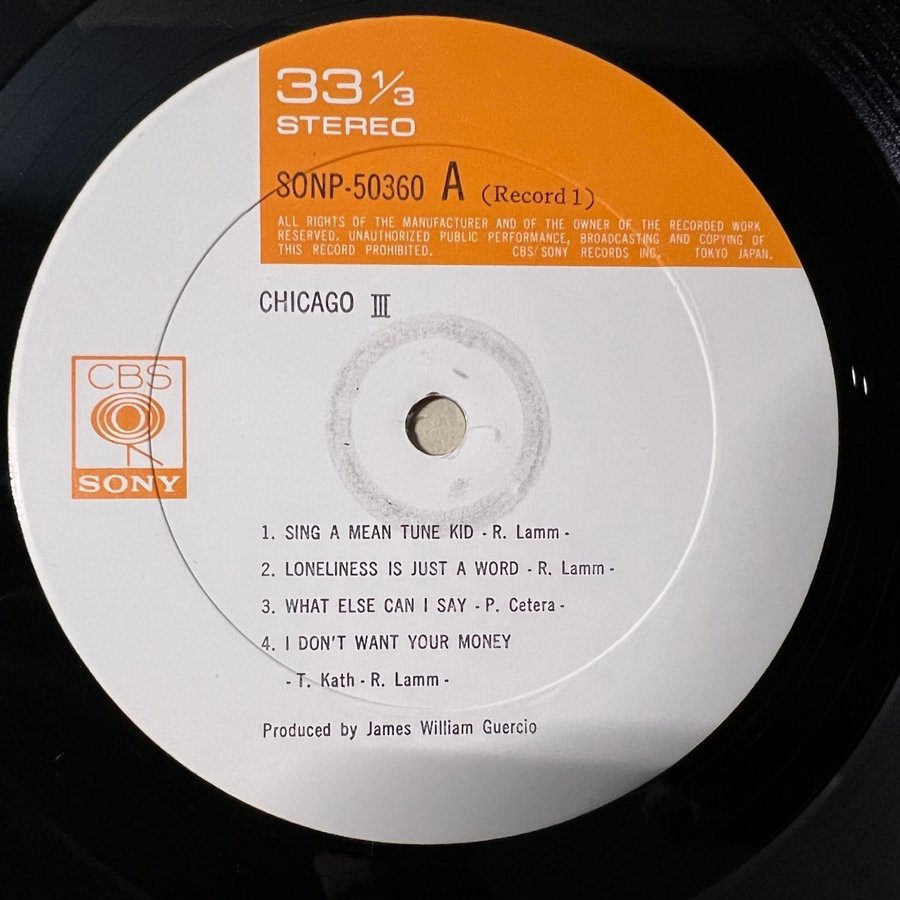 33 1/3
STEREO
SONP-50360 A (Record 1)
ALL RIGHTS OF THE MANUFACTURER AND OF THE OWNER OF THE RECORDED WORK
RESERVED. UNAUTHORIZED PUBLIC PERFORMANCE, BROADCASTING AND COPYING OF
THIS RECORD PROHIBITED. CBS/SONY RECORDS INC. TOKYO JAPAN.
CHICAGO III
CBS
SONY
1. SING A MEAN TUNE KID - R. Lamm -
2. LONELINESS IS JUST A WORD - R. Lamm -
3. WHAT ELSE CAN I SAY - P. Cetera -
4. I DON'T WANT YOUR MONEY
- T. Kath - R. Lamm -
Produced by James William Guercio